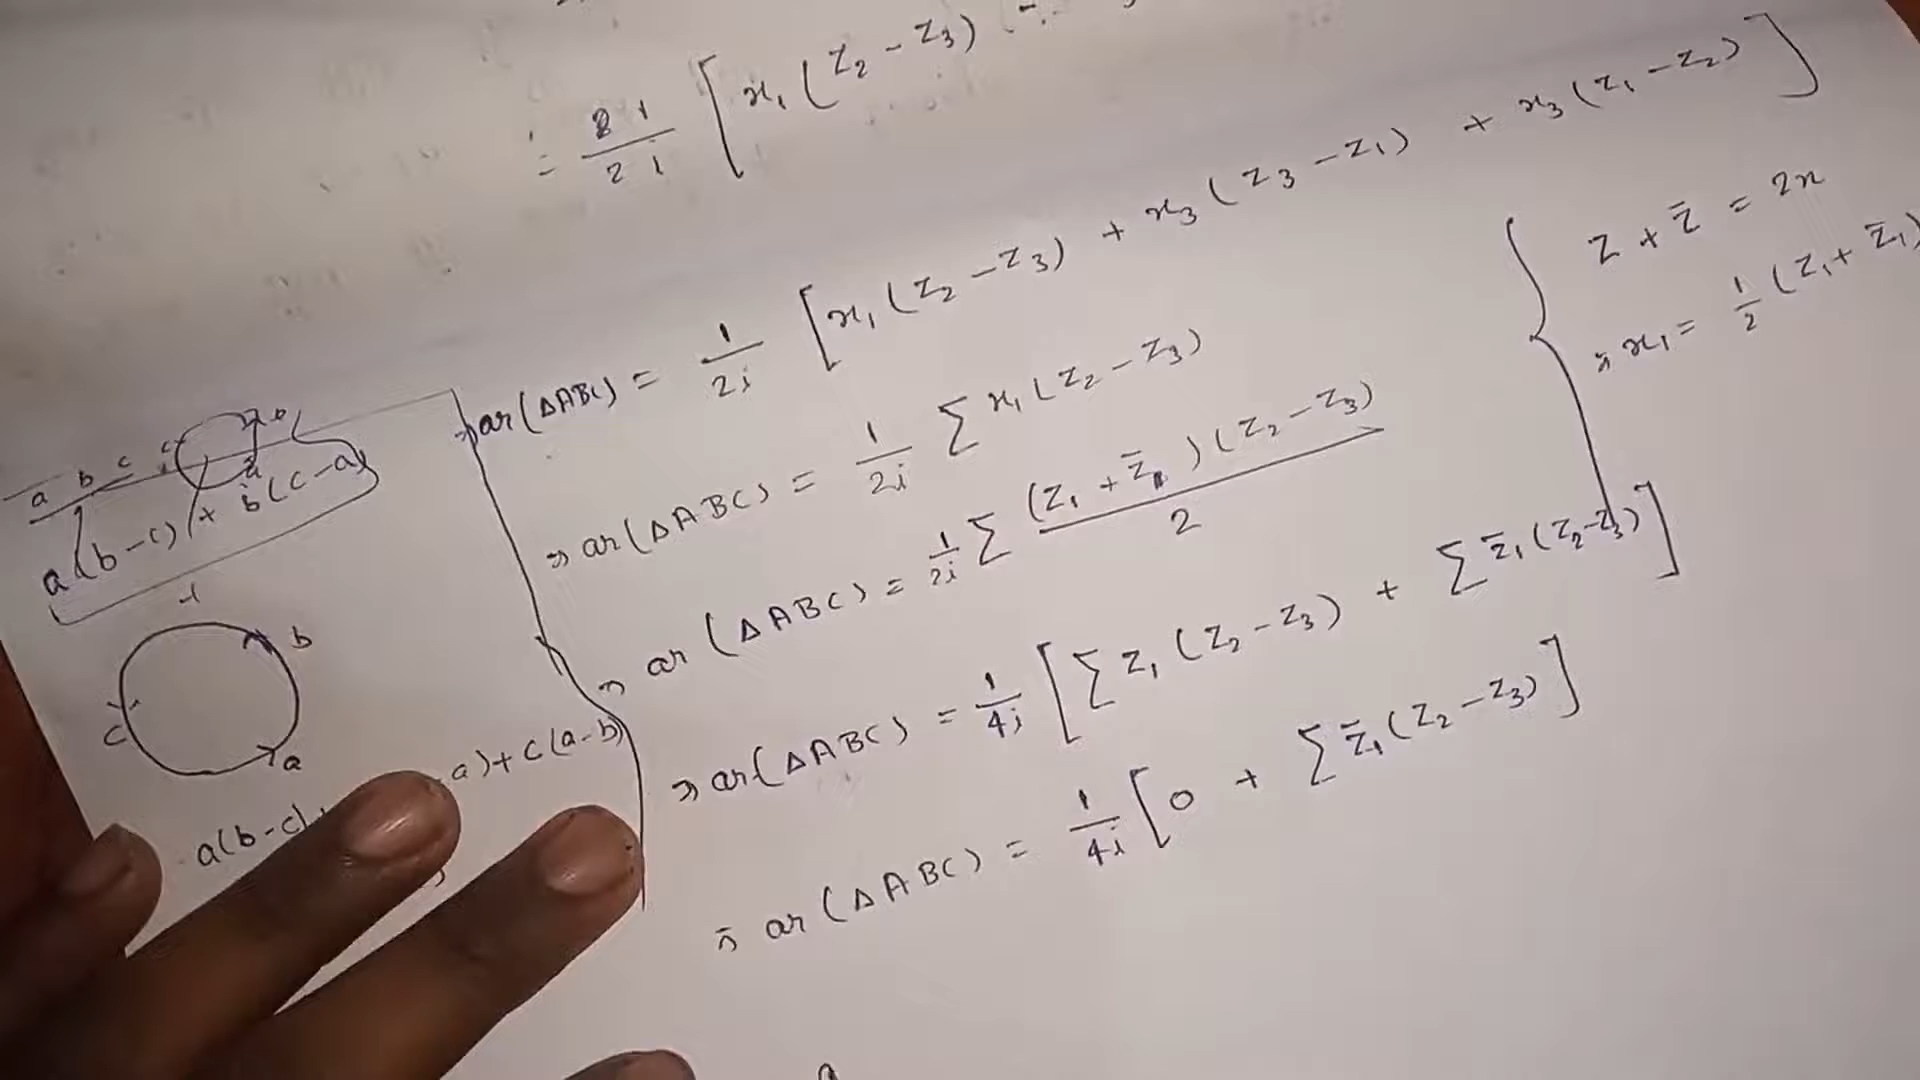 = 1 / 2i [ x₁ (Z₂ - Z₃)
⇒ ar(ΔABC) = 1/2i [ x₁ (Z₂ - Z₃) + x₃ (Z₃ - Z₁) + x₃ (Z₁ - Z₂) ]
⇒ ar(ΔABC) = 1/2i ∑ x₁ (Z₂ - Z₃)
⇒ ar(ΔABC) = 1/2i ∑ (Z₁ + Z̄₁)(Z₂ - Z₃) / 2
⇒ ar(ΔABC) = 1/4i [ ∑ Z₁ (Z₂ - Z₃) + ∑ Z̄₁ (Z₂ - Z₃) ]
⇒ ar(ΔABC) = 1/4i [ 0 + ∑ Z̄₁ (Z₂ - Z₃) ]
Z + Z̄ = 2x
⇒ x₁ = 1/2 (Z₁ + Z̄₁)
a b c
a(b-c) + b(c-a)
b
c
a
a(b-c)
a) + c(a-b)